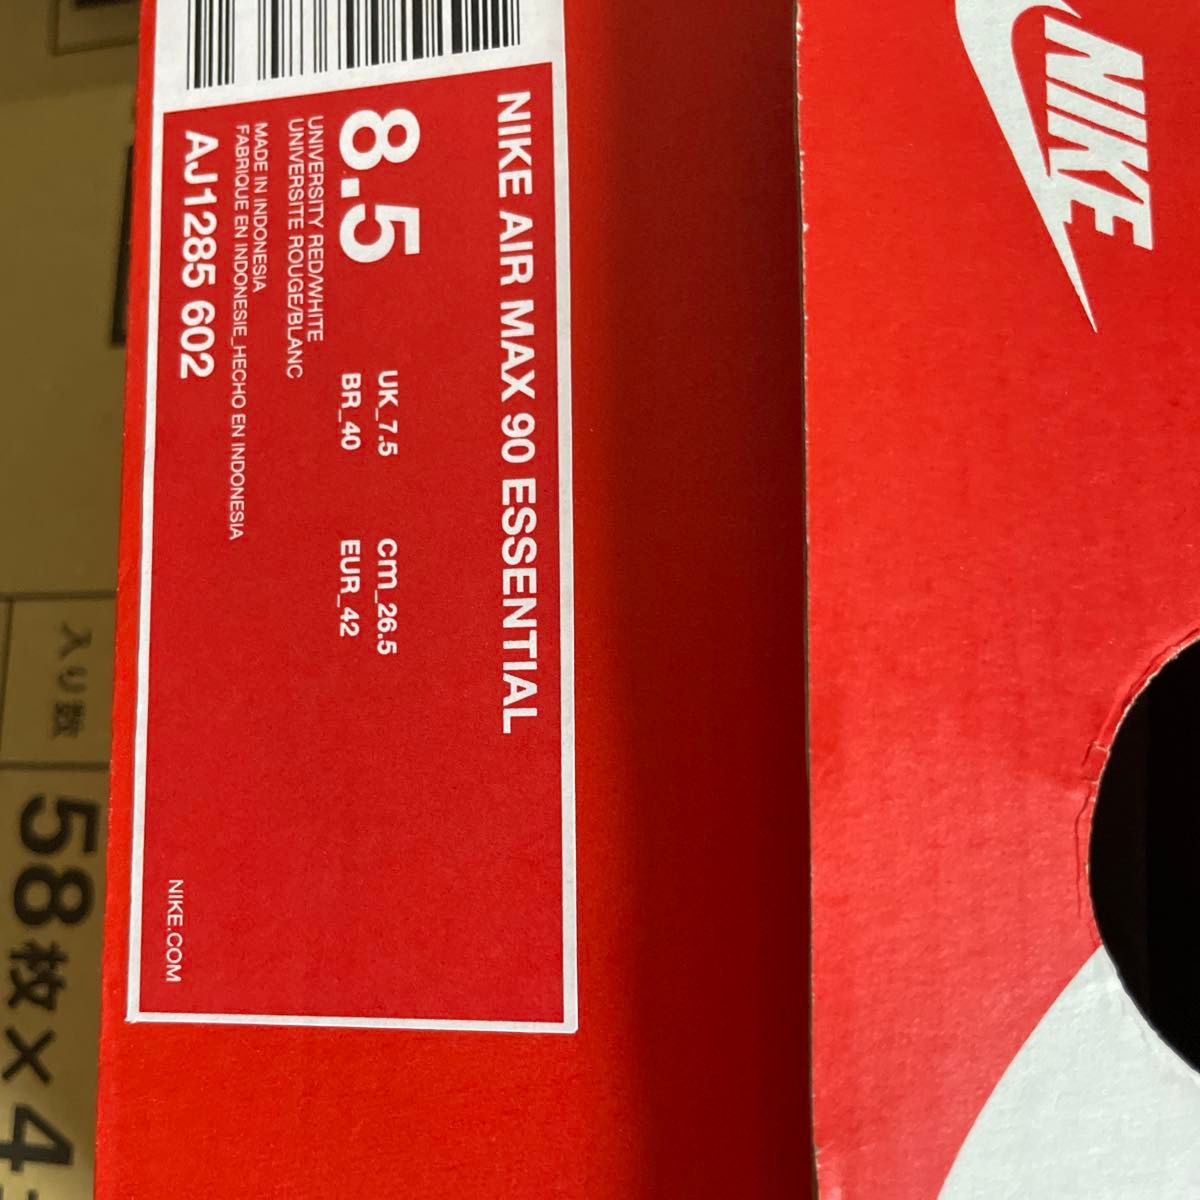 NIKE AIR MAX 90 ESSENTIAL
8.5
UK_7.5
cm_26.5
BR_40
EUR_42
UNIVERSITY RED/WHITE
UNIVERSITE ROUGE/BLANC
MADE IN INDONESIA
FABRIQUE EN INDONESIE_HECHO EN INDONESIA
AJ1285 602
NIKE.COM
NIKE
入り数
58枚×4